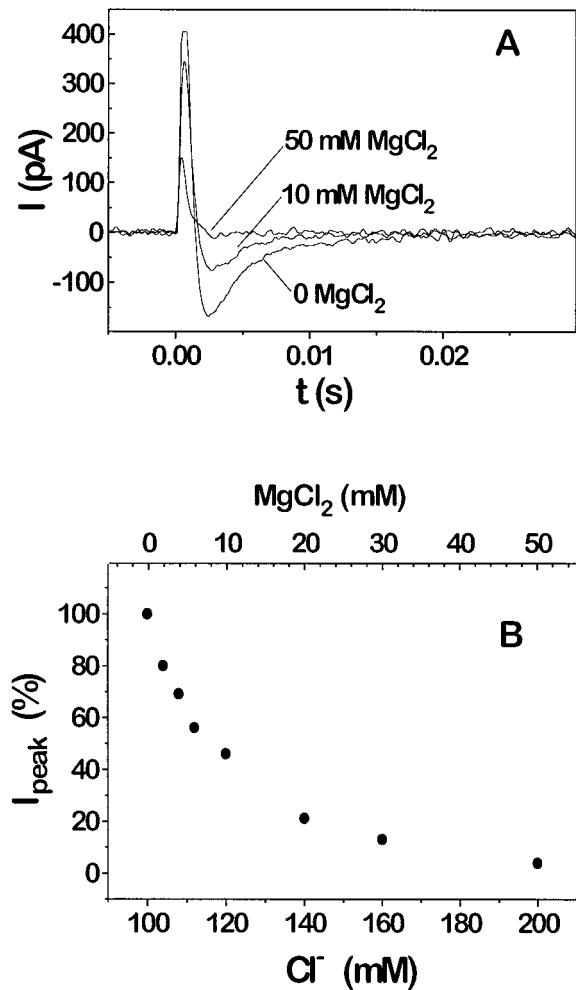 A
I (pA)
400
300
200
100
0
-100
50 mM MgCl₂
10 mM MgCl₂
0 MgCl₂
0.00 0.01 0.02
t (s)
MgCl₂ (mM)
0 10 20 30 40 50
B
I_peak (%)
100
80
60
40
20
0
100 120 140 160 180 200
Cl⁻ (mM)